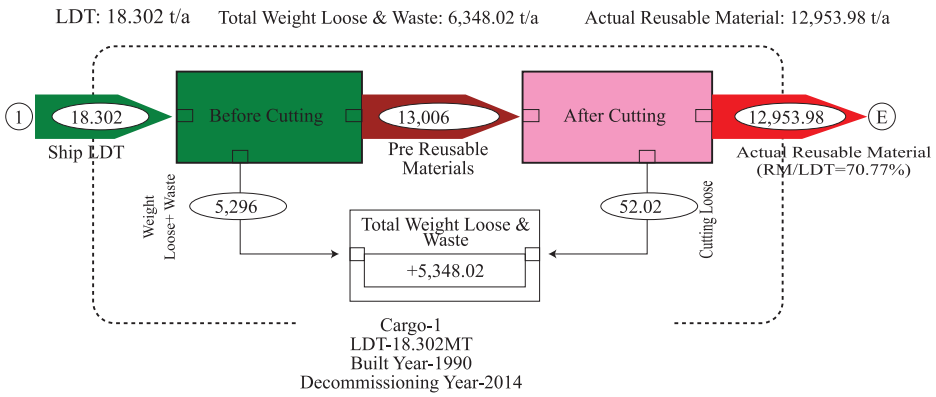 LDT: 18.302 t/a
Total Weight Loose & Waste: 6,348.02 t/a
Actual Reusable Material: 12,953.98 t/a
1
18.302
Ship LDT
Before Cutting
13,006
Pre Reusable
Materials
After Cutting
12,953.98
E
Actual Reusable Material
(RM/LDT=70.77%)
Weight
Loose+ Waste
5,296
52.02
Cutting Loose
Total Weight Loose &
Waste
+5,348.02
Cargo-1
LDT-18.302MT
Built Year-1990
Decommissioning Year-2014